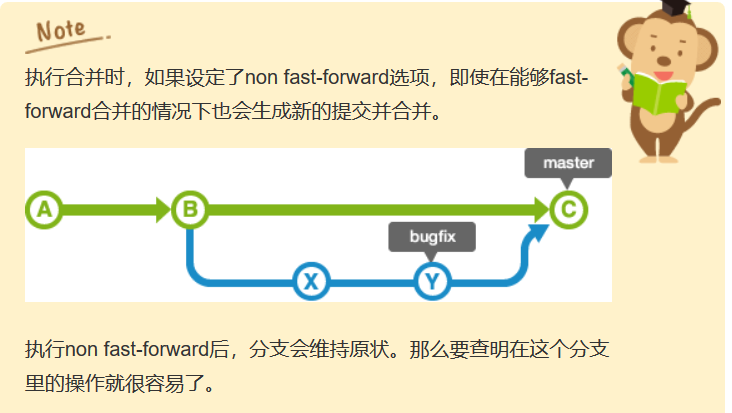 Note
执行合并时，如果设定了non fast-forward选项，即使在能够fast-
forward合并的情况下也会生成新的提交并合并。
master
A B C
bugfix
X Y
执行non fast-forward后，分支会维持原状。那么要查明在这个分支
里的操作就很容易了。